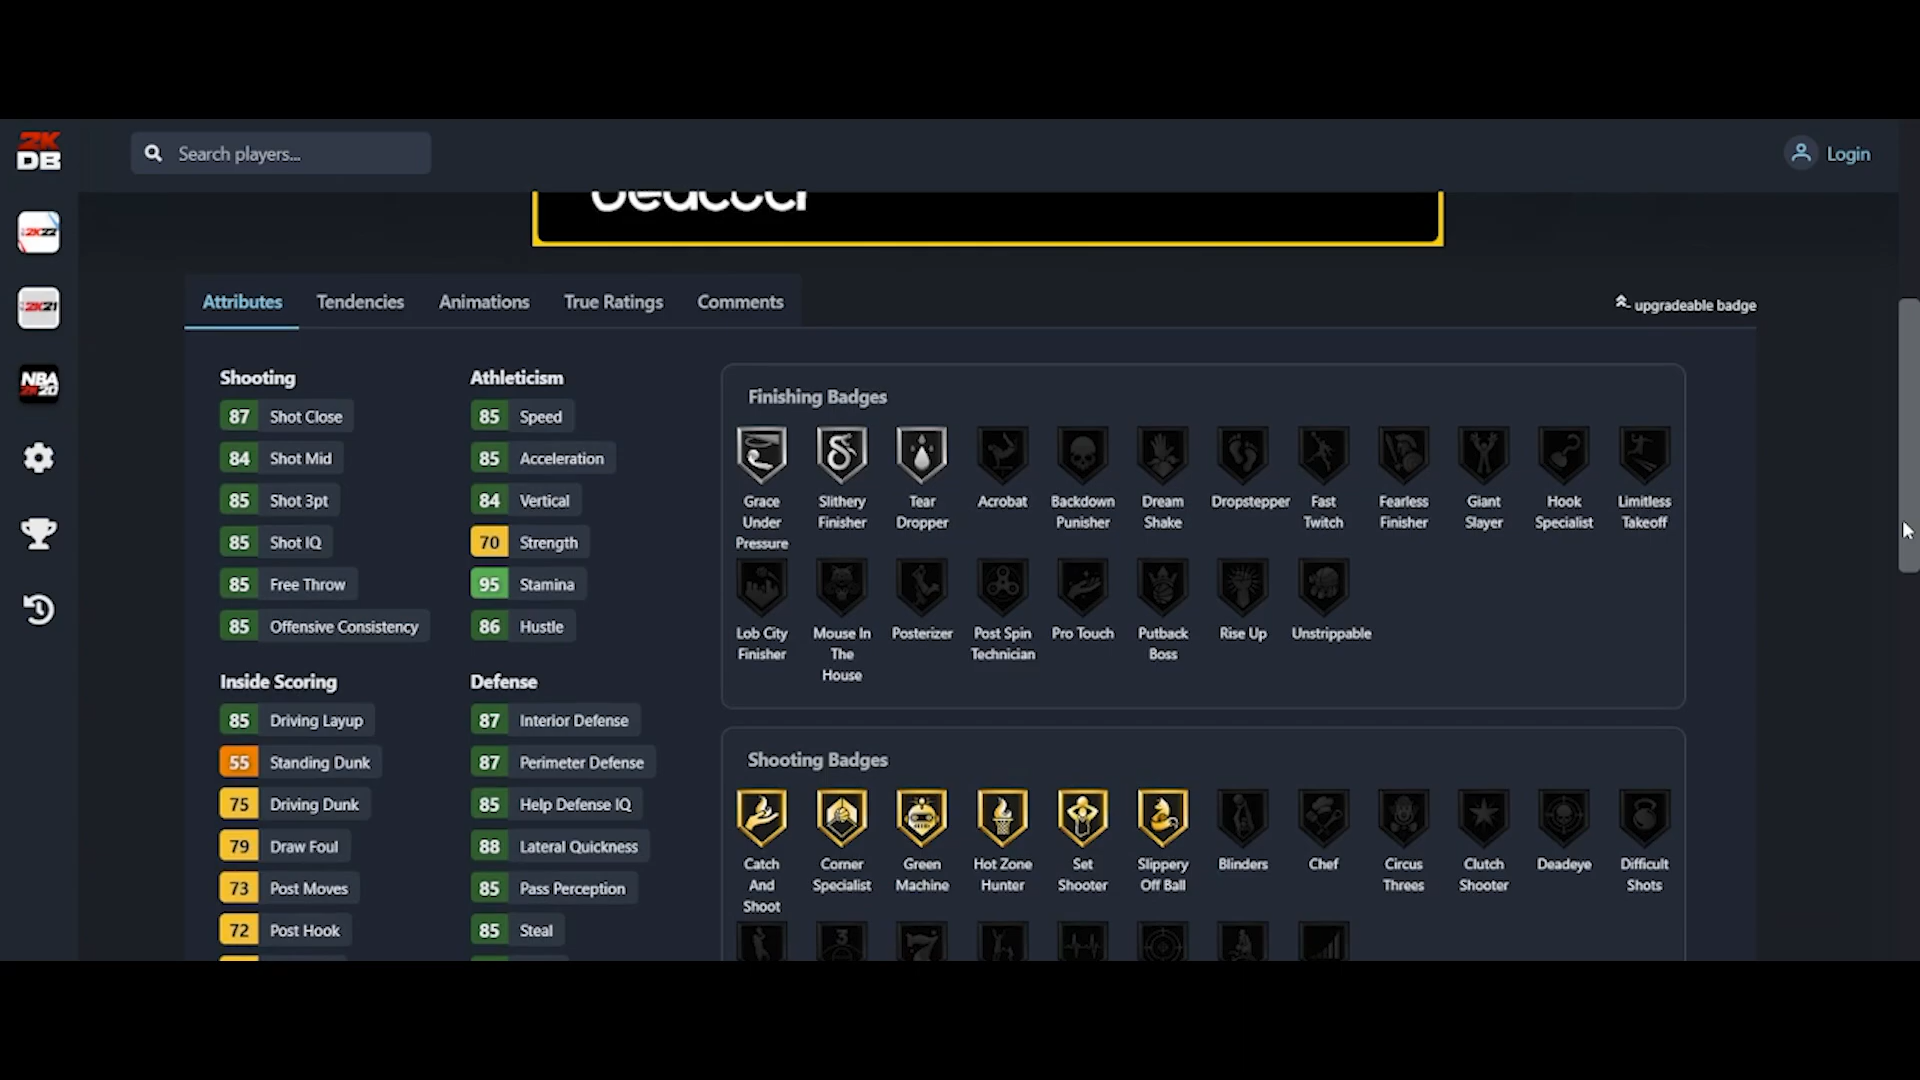 2K
DB
Search players...
Login
2K22
2K21
NBA
2K20
Attributes
Tendencies
Animations
True Ratings
Comments
upgradeable badge
Shooting
87 Shot Close
84 Shot Mid
85 Shot 3pt
85 Shot IQ
85 Free Throw
85 Offensive Consistency
Inside Scoring
85 Driving Layup
55 Standing Dunk
75 Driving Dunk
79 Draw Foul
73 Post Moves
72 Post Hook
Athleticism
85 Speed
85 Acceleration
84 Vertical
70 Strength
95 Stamina
86 Hustle
Defense
87 Interior Defense
87 Perimeter Defense
85 Help Defense IQ
88 Lateral Quickness
85 Pass Perception
85 Steal
Finishing Badges
Grace
Under
Pressure
Slithery
Finisher
Tear
Dropper
Acrobat
Backdown
Punisher
Dream
Shake
Dropstepper
Fast
Twitch
Fearless
Finisher
Giant
Slayer
Hook
Specialist
Limitless
Takeoff
Lob City
Finisher
Mouse In
The
House
Posterizer
Post Spin
Technician
Pro Touch
Putback
Boss
Rise Up
Unstrippable
Shooting Badges
Catch
And
Shoot
Corner
Specialist
Green
Machine
Hot Zone
Hunter
Set
Shooter
Slippery
Off Ball
Blinders
Chef
Circus
Threes
Clutch
Shooter
Deadeye
Difficult
Shots